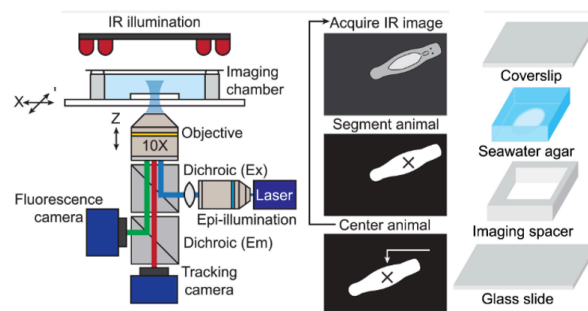 IR illumination
Imaging
chamber
X
'
Z
Objective
10X
Dichroic (Ex)
Fluorescence
camera
Laser
Epi-illumination
Dichroic (Em)
Tracking
camera
Acquire IR image
Segment animal
Center animal
Coverslip
Seawater agar
Imaging spacer
Glass slide